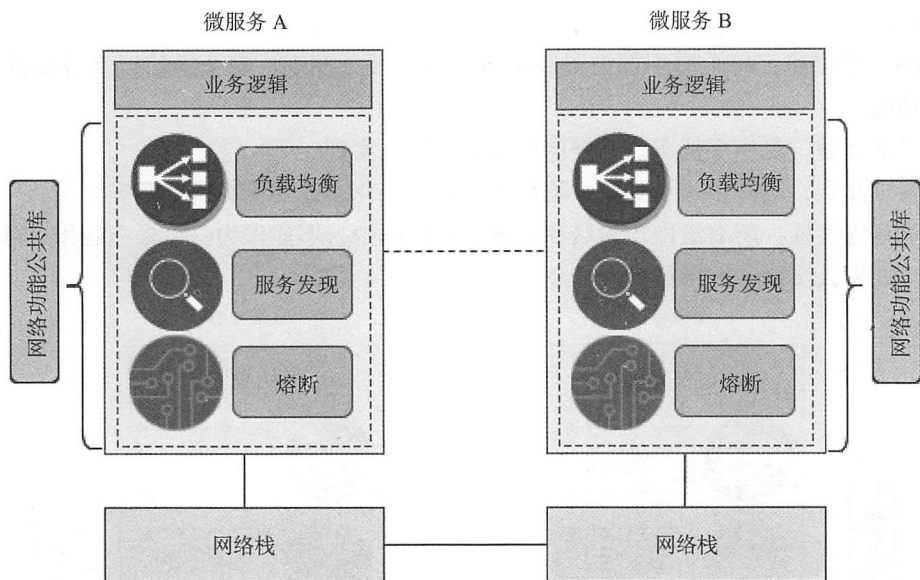 微服务 A
微服务 B
业务逻辑
业务逻辑
网络功能公共库
负载均衡
服务发现
熔断
负载均衡
服务发现
熔断
网络功能公共库
网络栈
网络栈